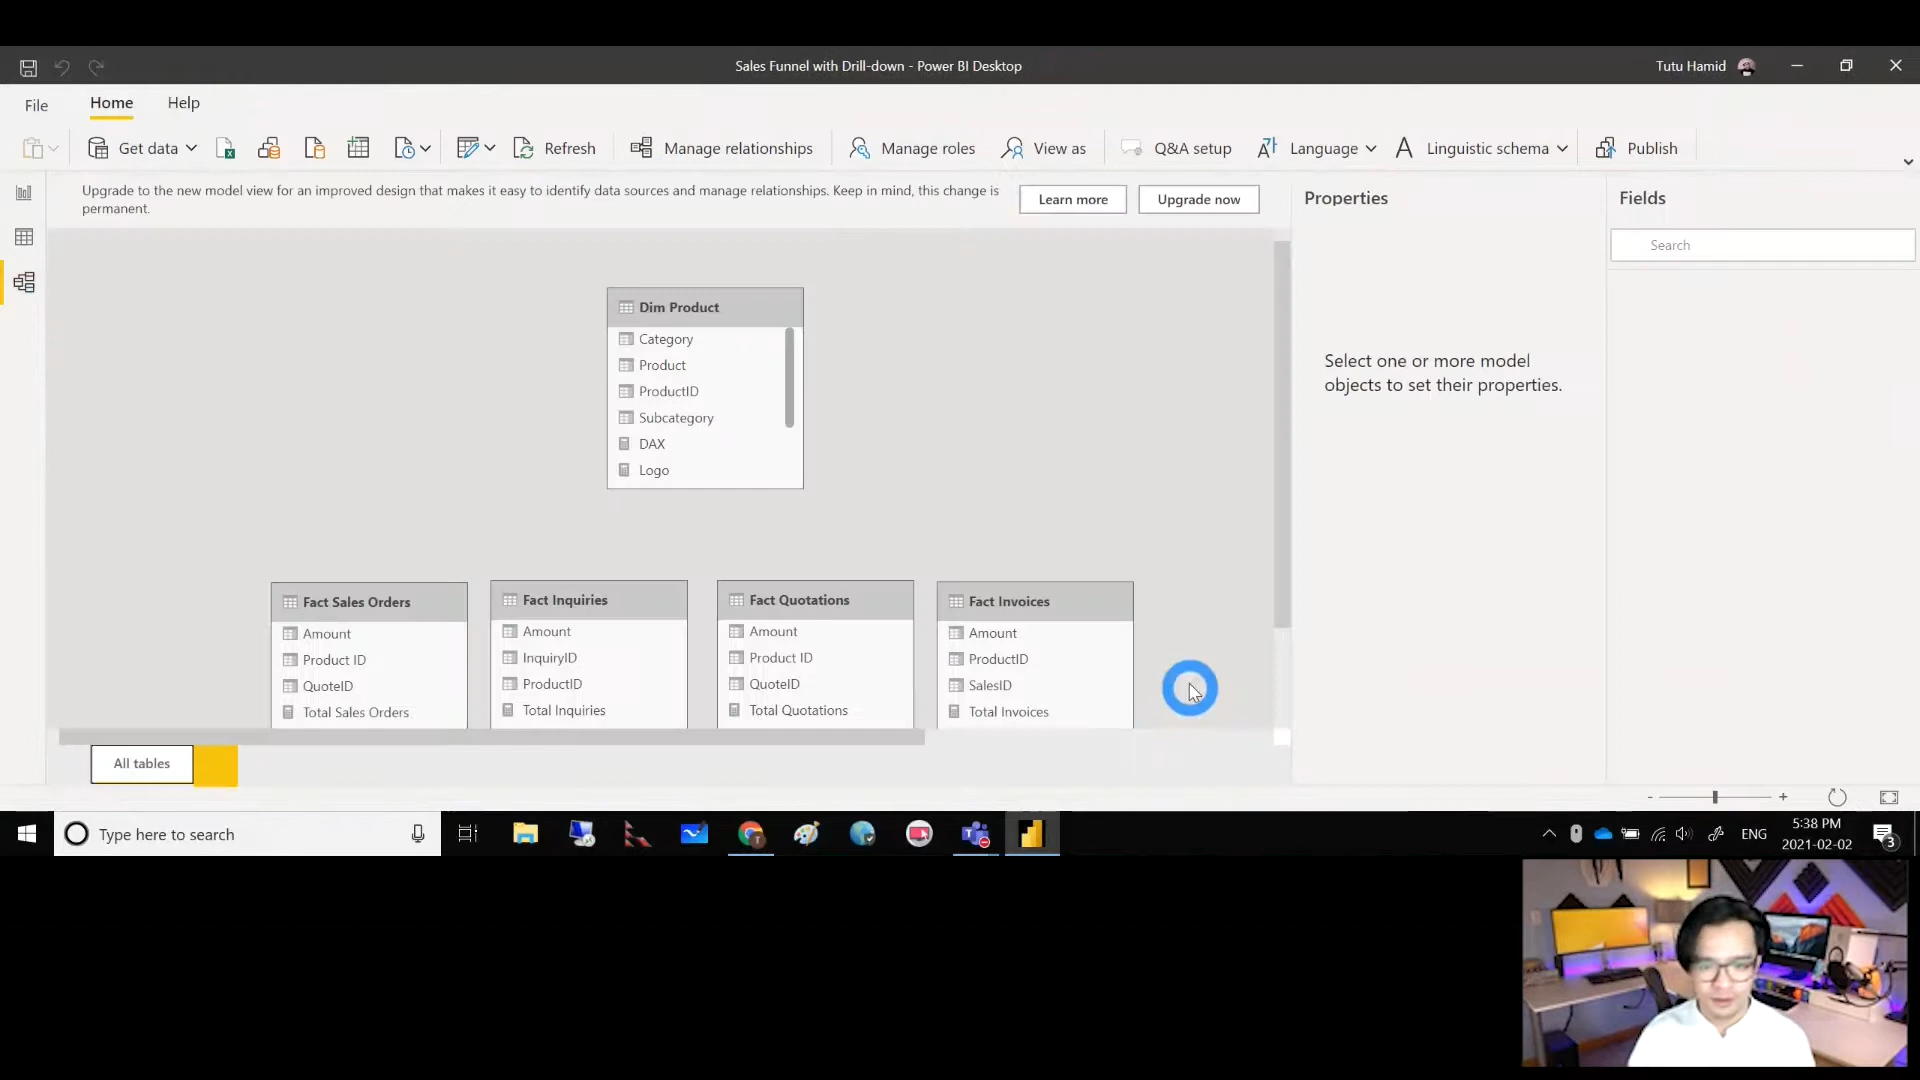 Sales Funnel with Drill-down - Power BI Desktop
Tutu Hamid
File
Home
Help
Get data
Refresh
Manage relationships
Manage roles
View as
Q&A setup
Language
Linguistic schema
Publish
Upgrade to the new model view for an improved design that makes it easy to identify data sources and manage relationships. Keep in mind, this change is
permanent.
Learn more
Upgrade now
Properties
Fields
Search
Select one or more model
objects to set their properties.
Dim Product
Category
Product
ProductID
Subcategory
DAX
Logo
Fact Sales Orders
Amount
Product ID
QuoteID
Total Sales Orders
Fact Inquiries
Amount
InquiryID
ProductID
Total Inquiries
Fact Quotations
Amount
Product ID
QuoteID
Total Quotations
Fact Invoices
Amount
ProductID
SalesID
Total Invoices
All tables
- +
Type here to search
ENG
5:38 PM
2021-02-02
3